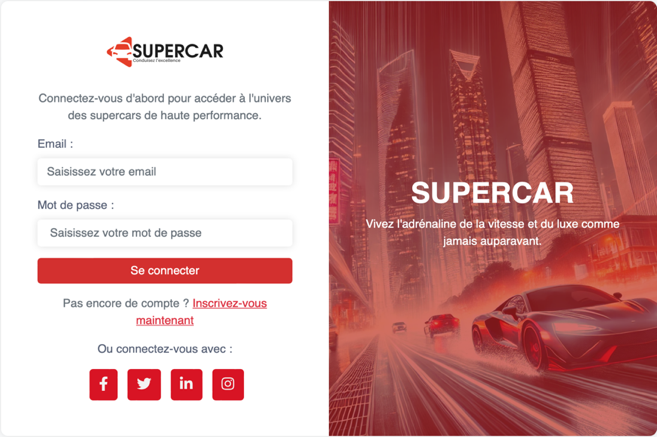 SUPERCAR
Conduisez l'excellence
Connectez-vous d'abord pour accéder à l'univers
des supercars de haute performance.
Email :
Saisissez votre email
Mot de passe :
Saisissez votre mot de passe
Se connecter
Pas encore de compte ? Inscrivez-vous
maintenant
Ou connectez-vous avec :
SUPERCAR
Vivez l'adrénaline de la vitesse et du luxe comme
jamais auparavant.